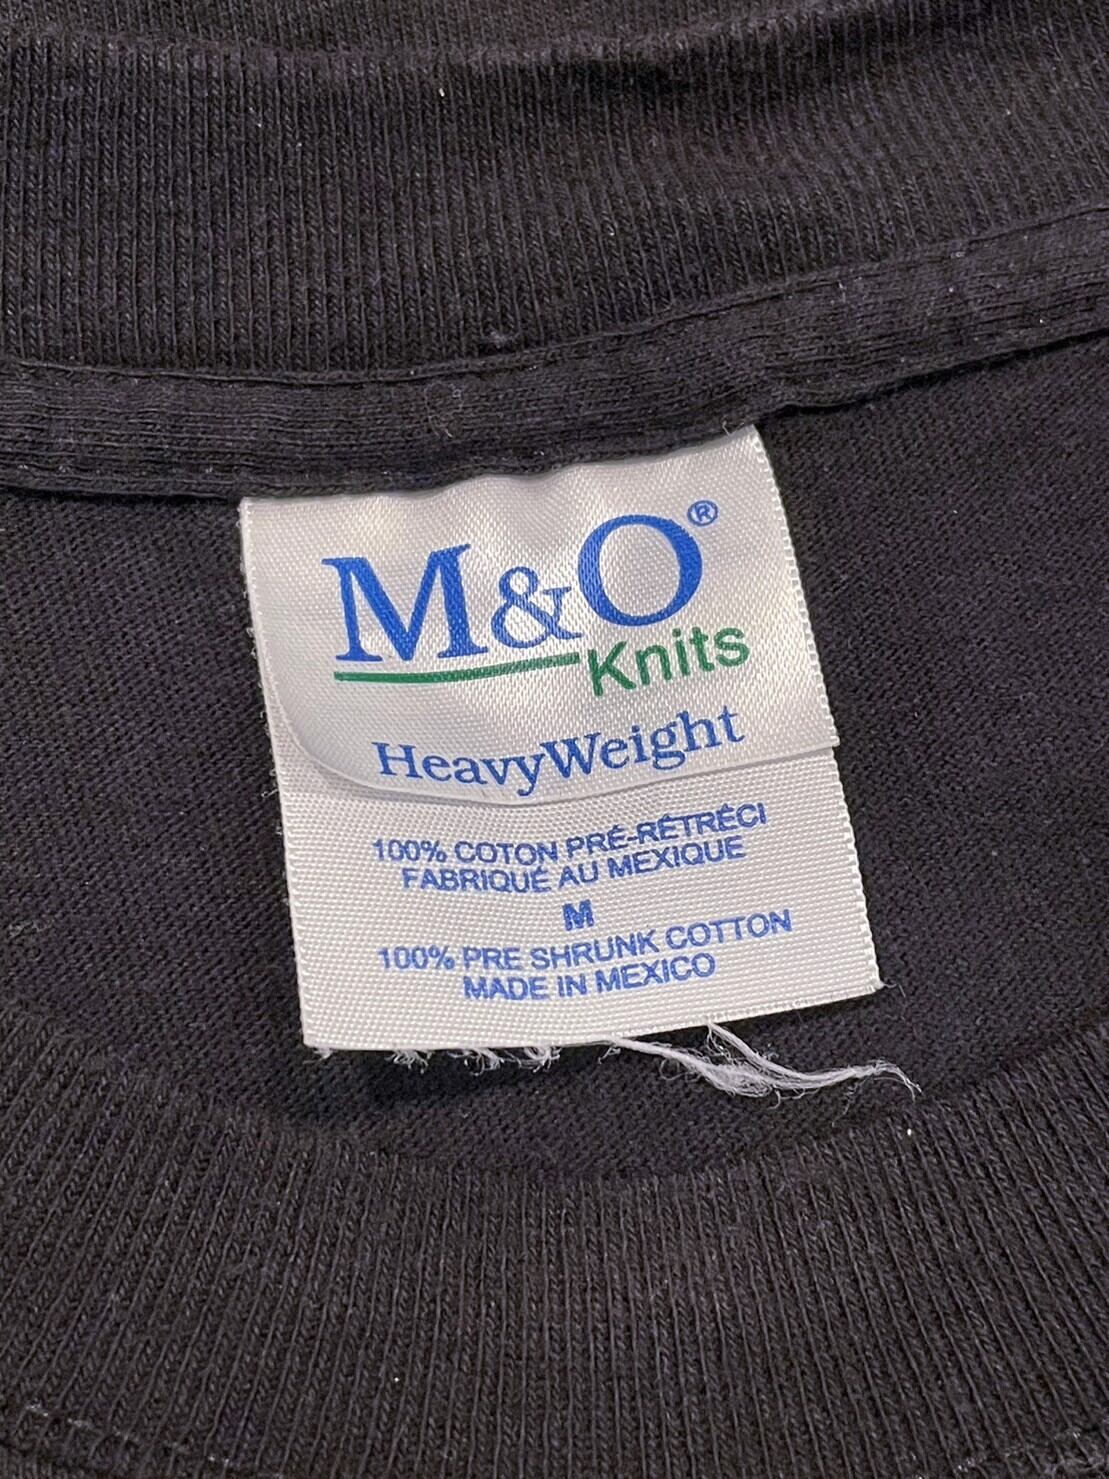 M&O®
Knits
HeavyWeight
100% COTON PRÉ-RÉTRÉCI
FABRIQUÉ AU MEXIQUE
M
100% PRE SHRUNK COTTON
MADE IN MEXICO